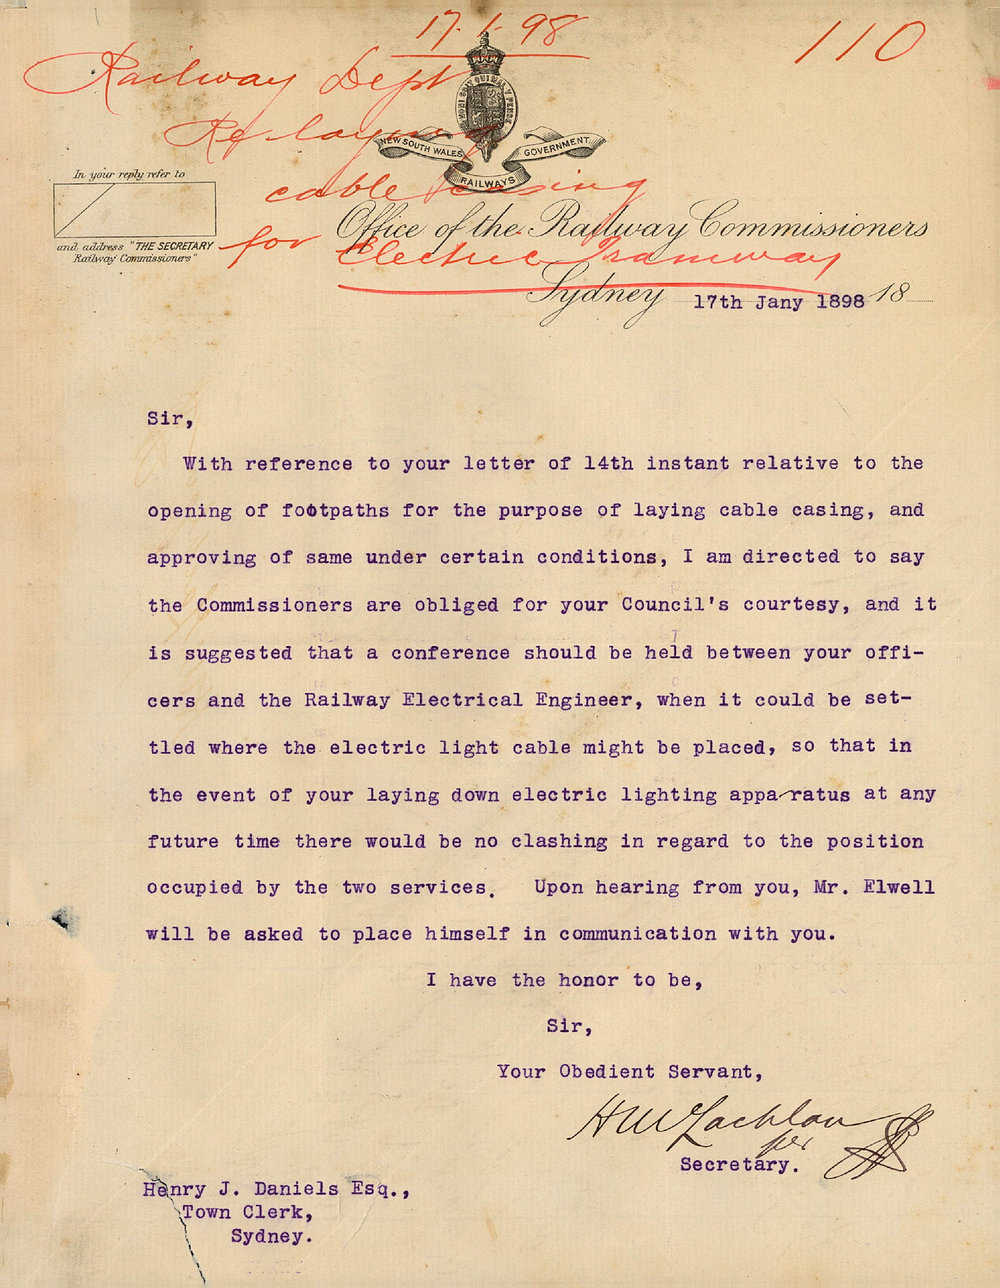 17.1.98
110
Railway Dept
Re laying
cable casing
for Electric Tramway
HONI SOIT QUI MAL Y PENSE
NEW SOUTH WALES GOVERNMENT
RAILWAYS
In your reply refer to
and address "THE SECRETARY
Railway Commissioners"
Office of the Railway Commissioners
Sydney 17th Jany 1898 18
Sir,
With reference to your letter of 14th instant relative to the
opening of footpaths for the purpose of laying cable casing, and
approving of same under certain conditions, I am directed to say
the Commissioners are obliged for your Council's courtesy, and it
is suggested that a conference should be held between your offi-
cers and the Railway Electrical Engineer, when it could be set-
tled where the electric light cable might be placed, so that in
the event of your laying down electric lighting apparatus at any
future time there would be no clashing in regard to the position
occupied by the two services. Upon hearing from you, Mr. Elwell
will be asked to place himself in communication with you.
I have the honor to be,
Sir,
Your Obedient Servant,
H McLachlan
per
Secretary.
Henry J. Daniels Esq.,
Town Clerk,
Sydney.